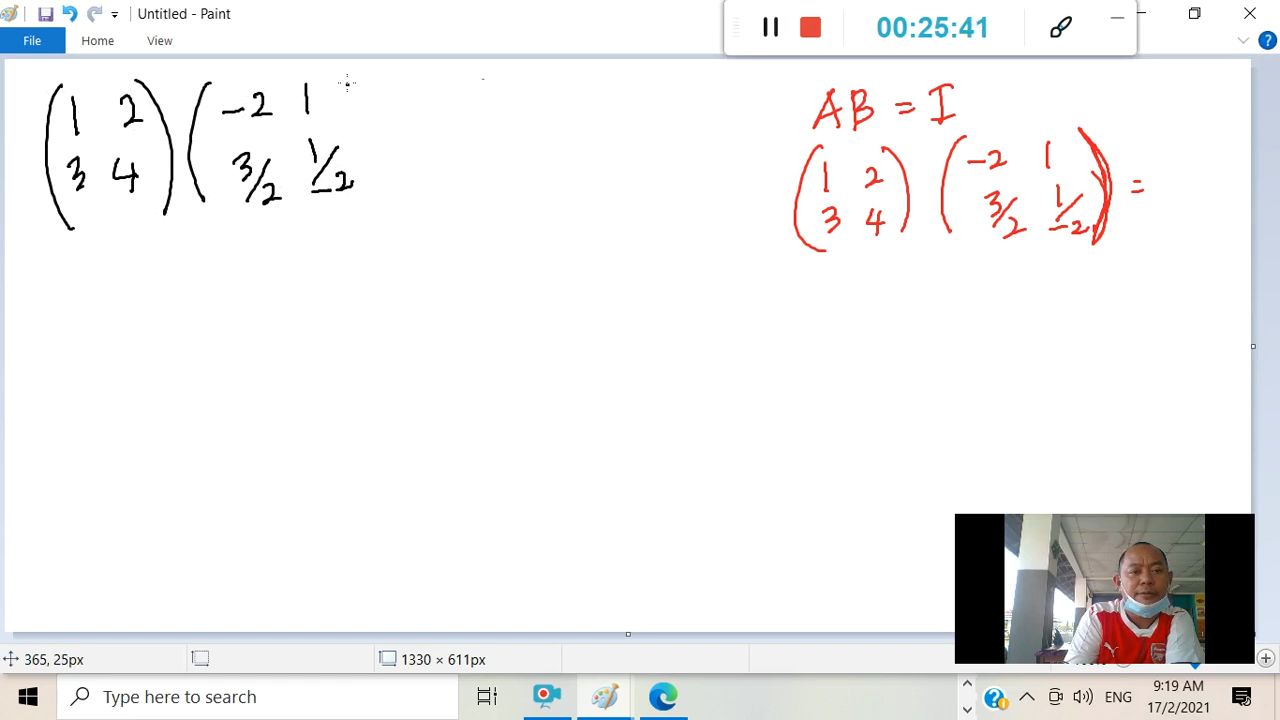 Untitled - Paint
00:25:41
File Home View
AB = I
(1 2) (-2 1
(3 4) (3/2 1/-2
(1 2) (-2 1) =
(3 4) (3/2 1/-2)
365, 25px
1330 × 611px
Type here to search
ENG
9:19 AM
17/2/2021